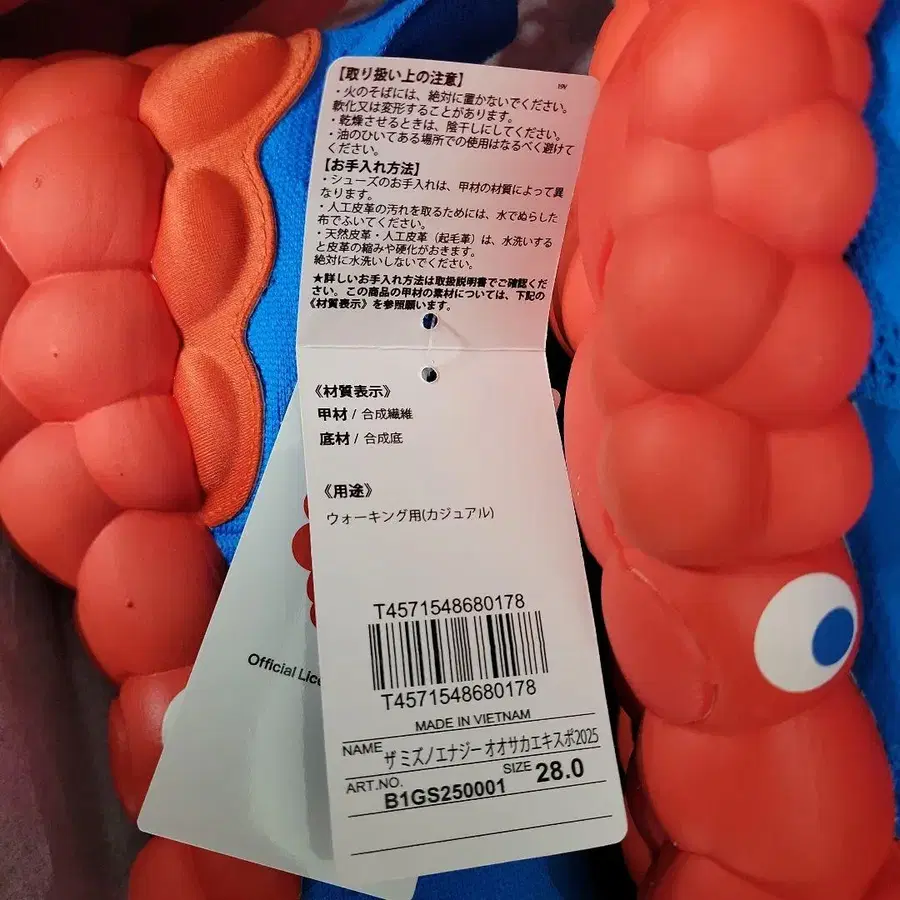 【取り扱い上の注意】
・火のそばには、絶対に置かないでください。
軟化又は変形することがあります。
・乾燥させるときは、陰干しにしてください。
・油のひいてある場所での使用はなるべく避けて
ください。
【お手入れ方法】
・シューズのお手入れは、甲材の材質によって異
なります。
・人工皮革の汚れを取るためには、水でぬらした
布でふいてください。
・天然皮革・人工皮革（起毛革）は、水洗いする
と皮革の縮みや硬化がおきます。
絶対に水洗いしないでください。
★詳しいお手入れ方法は取扱説明書でご確認くだ
さい。この商品の甲材の素材については、下記の
《材質表示》を参照願います。
《材質表示》
甲材 / 合成繊維
底材 / 合成底
《用途》
ウォーキング用(カジュアル)
T4571548680178
T4571548680178
MADE IN VIETNAM
NAME ザ ミズノエナジー オオサカエキスポ2025
ART.NO. B1GS250001 SIZE 28.0
Official